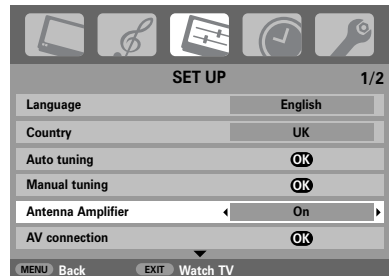 SET UP 1/2
Language English
Country UK
Auto tuning OK
Manual tuning OK
Antenna Amplifier On
AV connection OK
MENU Back EXIT Watch TV